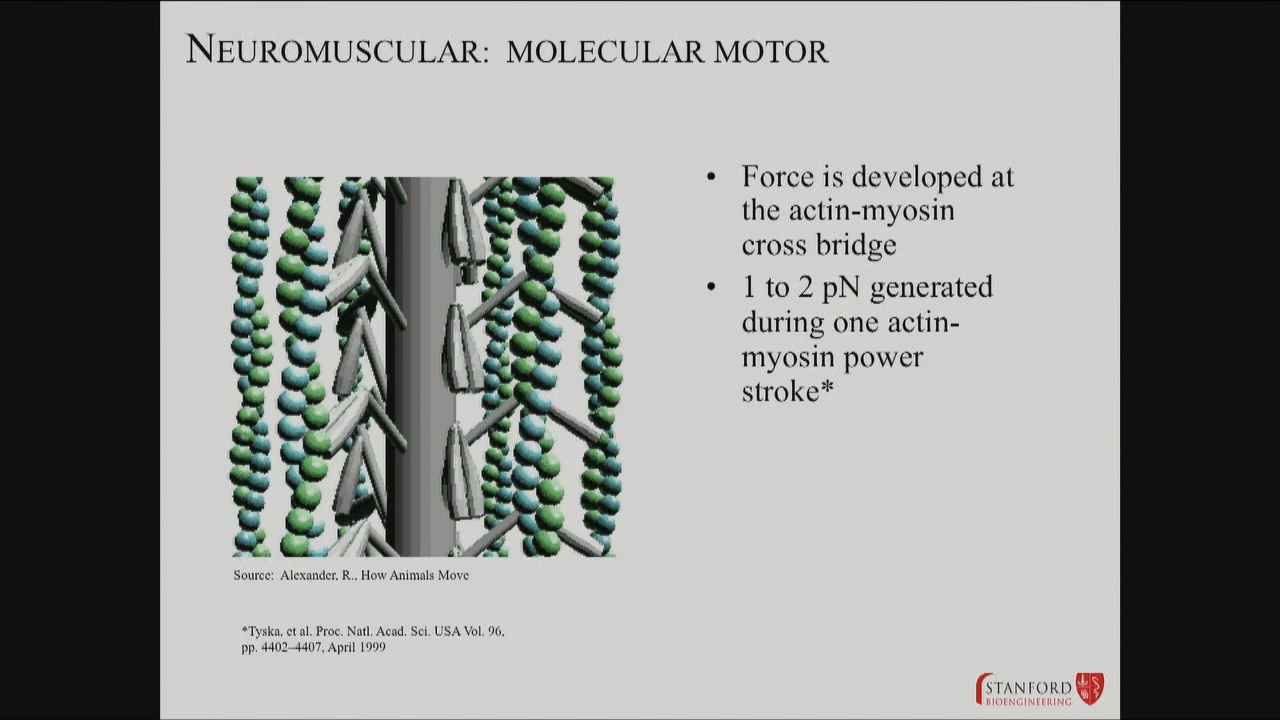 NEUROMUSCULAR: MOLECULAR MOTOR
• Force is developed at
the actin-myosin
cross bridge
• 1 to 2 pN generated
during one actin-
myosin power
stroke*
Source: Alexander, R., How Animals Move
*Tyska, et al. Proc. Natl. Acad. Sci. USA Vol. 96,
pp. 4402–4407, April 1999
STANFORD
BIOENGINEERING